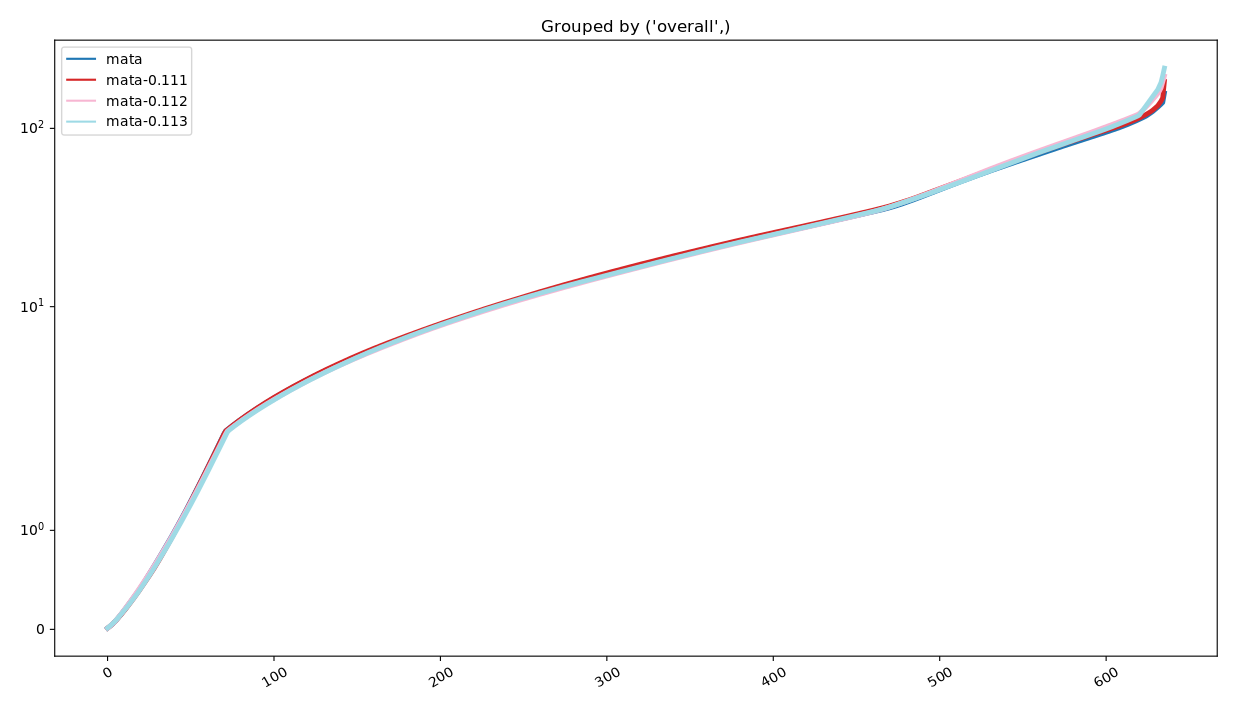 Grouped by ('overall',)
mata
mata-0.111
mata-0.112
mata-0.113
10²
10¹
10⁰
0
0 100 200 300 400 500 600